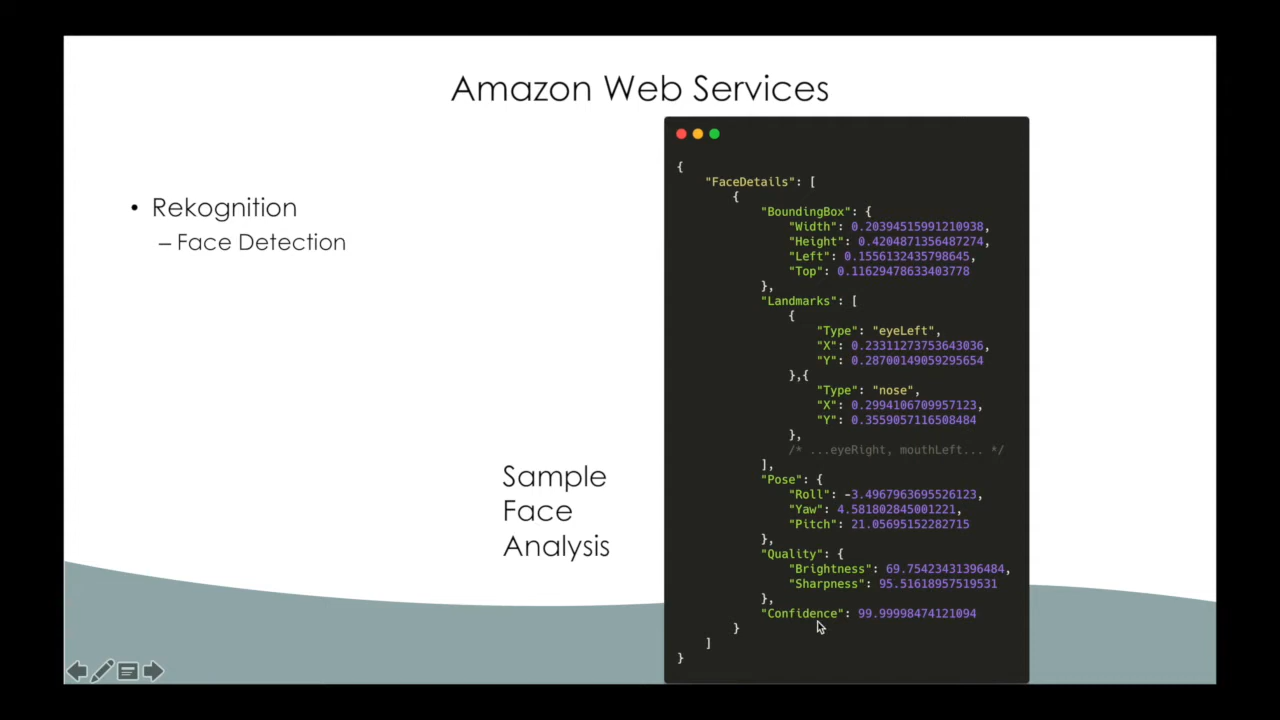 Amazon Web Services
• Rekognition
– Face Detection
Sample
Face
Analysis
{
"FaceDetails": [
{
"BoundingBox": {
"Width": 0.20394515991210938,
"Height": 0.4204871356487274,
"Left": 0.1556132435798645,
"Top": 0.11629478633403778
},
"Landmarks": [
{
"Type": "eyeLeft",
"X": 0.23311273753643036,
"Y": 0.28700149059295654
},{
"Type": "nose",
"X": 0.2994106709957123,
"Y": 0.3559057116508484
},
/* ...eyeRight, mouthLeft... */
],
"Pose": {
"Roll": -3.4967963695526123,
"Yaw": 4.581802845001221,
"Pitch": 21.05695152282715
},
"Quality": {
"Brightness": 69.75423431396484,
"Sharpness": 95.51618957519531
},
"Confidence": 99.99998474121094
}
]
}